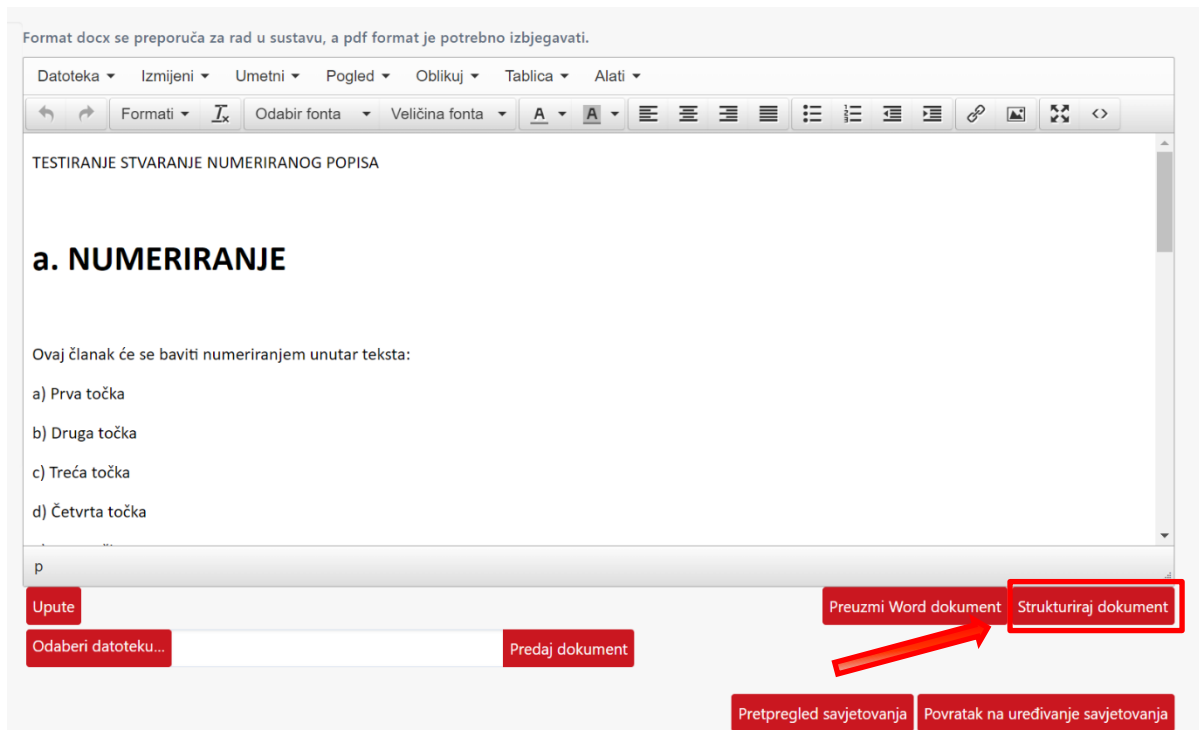 Format docx se preporuča za rad u sustavu, a pdf format je potrebno izbjegavati.
Datoteka Izmijeni Umetni Pogled Oblikuj Tablica Alati
Formati Odabir fonta Veličina fonta A A
TESTIRANJE STVARANJE NUMERIRANOG POPISA
a. NUMERIRANJE
Ovaj članak će se baviti numeriranjem unutar teksta:
a) Prva točka
b) Druga točka
c) Treća točka
d) Četvrta točka
p
Upute Preuzmi Word dokument Strukturiraj dokument
Odaberi datoteku... Predaj dokument
Pretpregled savjetovanja Povratak na uređivanje savjetovanja